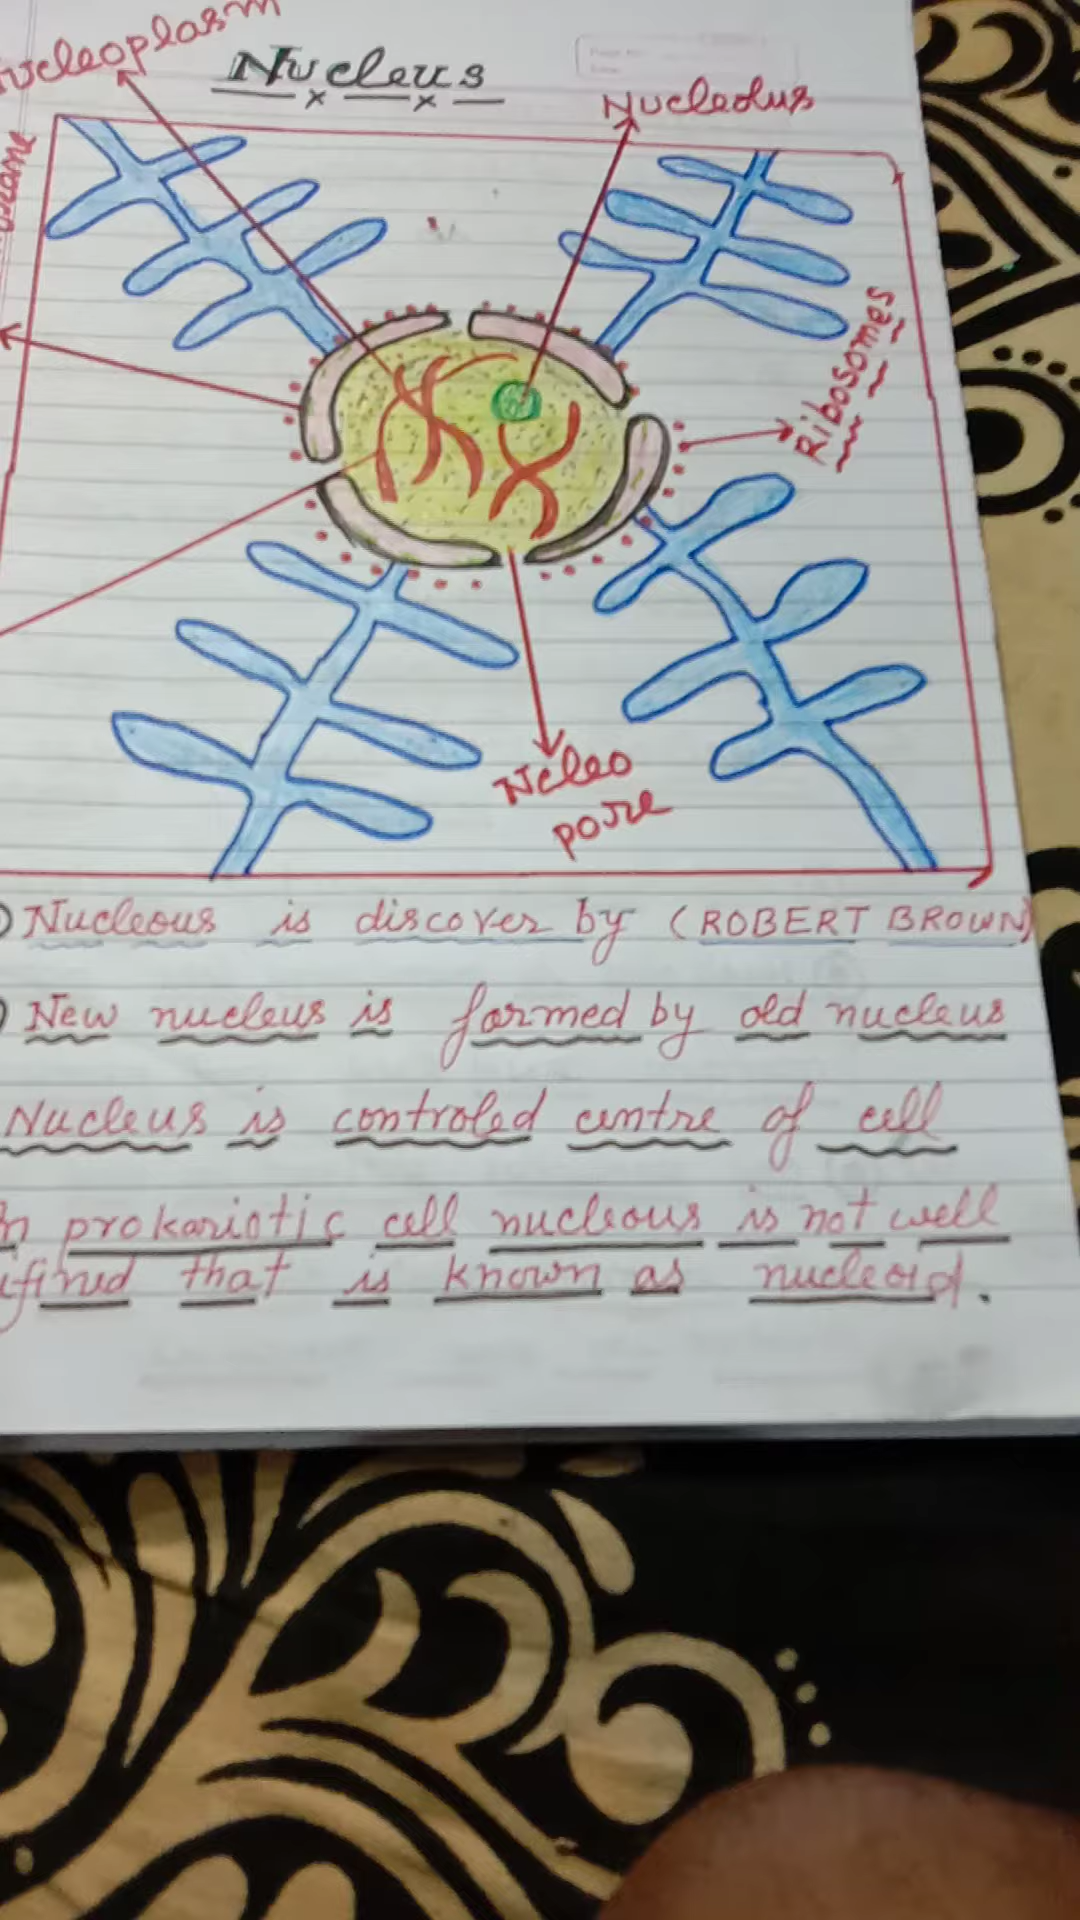 Nucleoplasm
Nucleus
Nucleolus
Ribosomes
Ncleo
pore
Nucleous is discover by (ROBERT BROWN)
New nucleus is formed by old nucleus
Nucleus is controled centre of cell
prokariotic cell nucleous is not well
that is known as nucleoid.